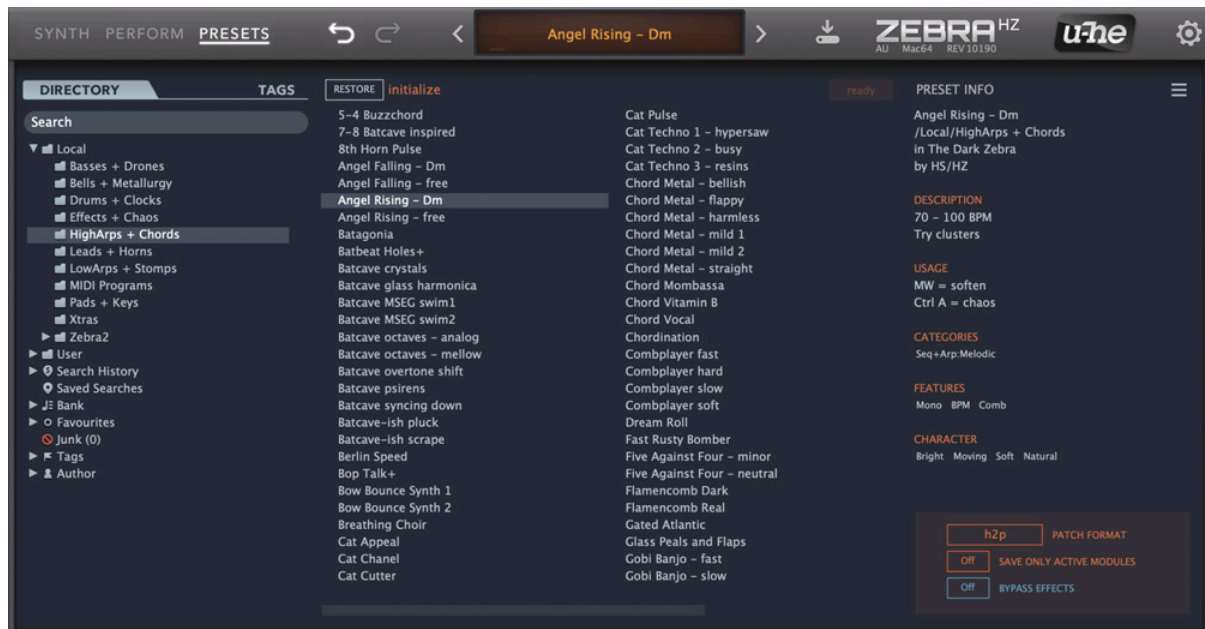 SYNTH PERFORM PRESETS
Angel Rising – Dm
ZEBRA HZ
AU Mac64 REV 10190
u-he
DIRECTORY
TAGS
Search
Local
Basses + Drones
Bells + Metallurgy
Drums + Clocks
Effects + Chaos
HighArps + Chords
Leads + Horns
LowArps + Stomps
MIDI Programs
Pads + Keys
Xtras
Zebra2
User
Search History
Saved Searches
Bank
Favourites
Junk (0)
Tags
Author
RESTORE initialize
ready
5-4 Buzzchord
7-8 Batcave inspired
8th Horn Pulse
Angel Falling – Dm
Angel Falling – free
Angel Rising – Dm
Angel Rising – free
Batagonia
Batbeat Holes+
Batcave crystals
Batcave glass harmonica
Batcave MSEG swim1
Batcave MSEG swim2
Batcave octaves – analog
Batcave octaves – mellow
Batcave overtone shift
Batcave psirens
Batcave syncing down
Batcave-ish pluck
Batcave-ish scrape
Berlin Speed
Bop Talk+
Bow Bounce Synth 1
Bow Bounce Synth 2
Breathing Choir
Cat Appeal
Cat Chanel
Cat Cutter
Cat Pulse
Cat Techno 1 – hypersaw
Cat Techno 2 – busy
Cat Techno 3 – resins
Chord Metal – bellish
Chord Metal – flappy
Chord Metal – harmless
Chord Metal – mild 1
Chord Metal – mild 2
Chord Metal – straight
Chord Mombassa
Chord Vitamin B
Chord Vocal
Chordination
Combplayer fast
Combplayer hard
Combplayer slow
Combplayer soft
Dream Roll
Fast Rusty Bomber
Five Against Four – minor
Five Against Four – neutral
Flamencomb Dark
Flamencomb Real
Gated Atlantic
Glass Peals and Flaps
Gobi Banjo – fast
Gobi Banjo – slow
PRESET INFO
Angel Rising – Dm
/Local/HighArps + Chords
in The Dark Zebra
by HS/HZ
DESCRIPTION
70 – 100 BPM
Try clusters
USAGE
MW = soften
Ctrl A = chaos
CATEGORIES
Seq+Arp:Melodic
FEATURES
Mono BPM Comb
CHARACTER
Bright Moving Soft Natural
h2p PATCH FORMAT
Off SAVE ONLY ACTIVE MODULES
Off BYPASS EFFECTS